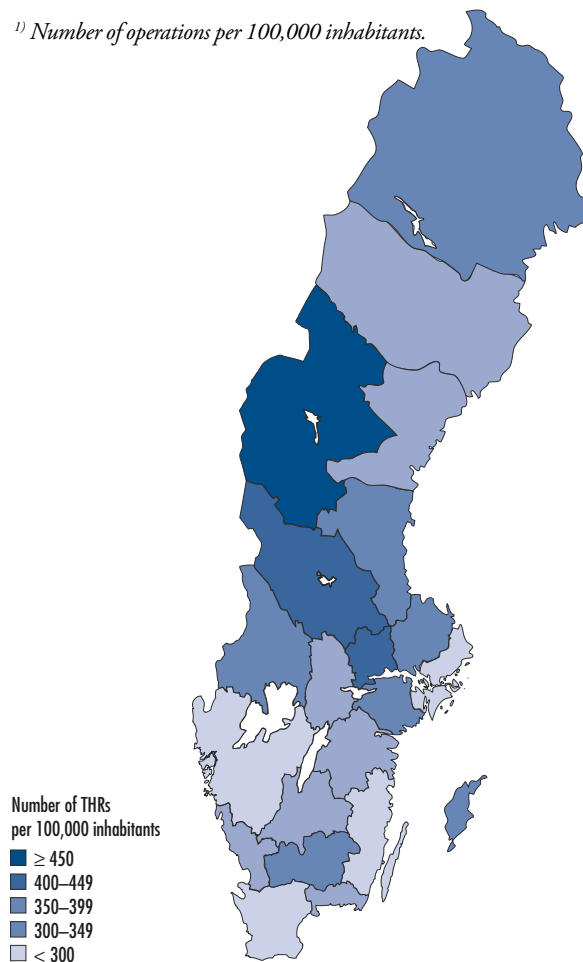 1) Number of operations per 100,000 inhabitants.
Number of THRs
per 100,000 inhabitants
≥ 450
400–449
350–399
300–349
< 300